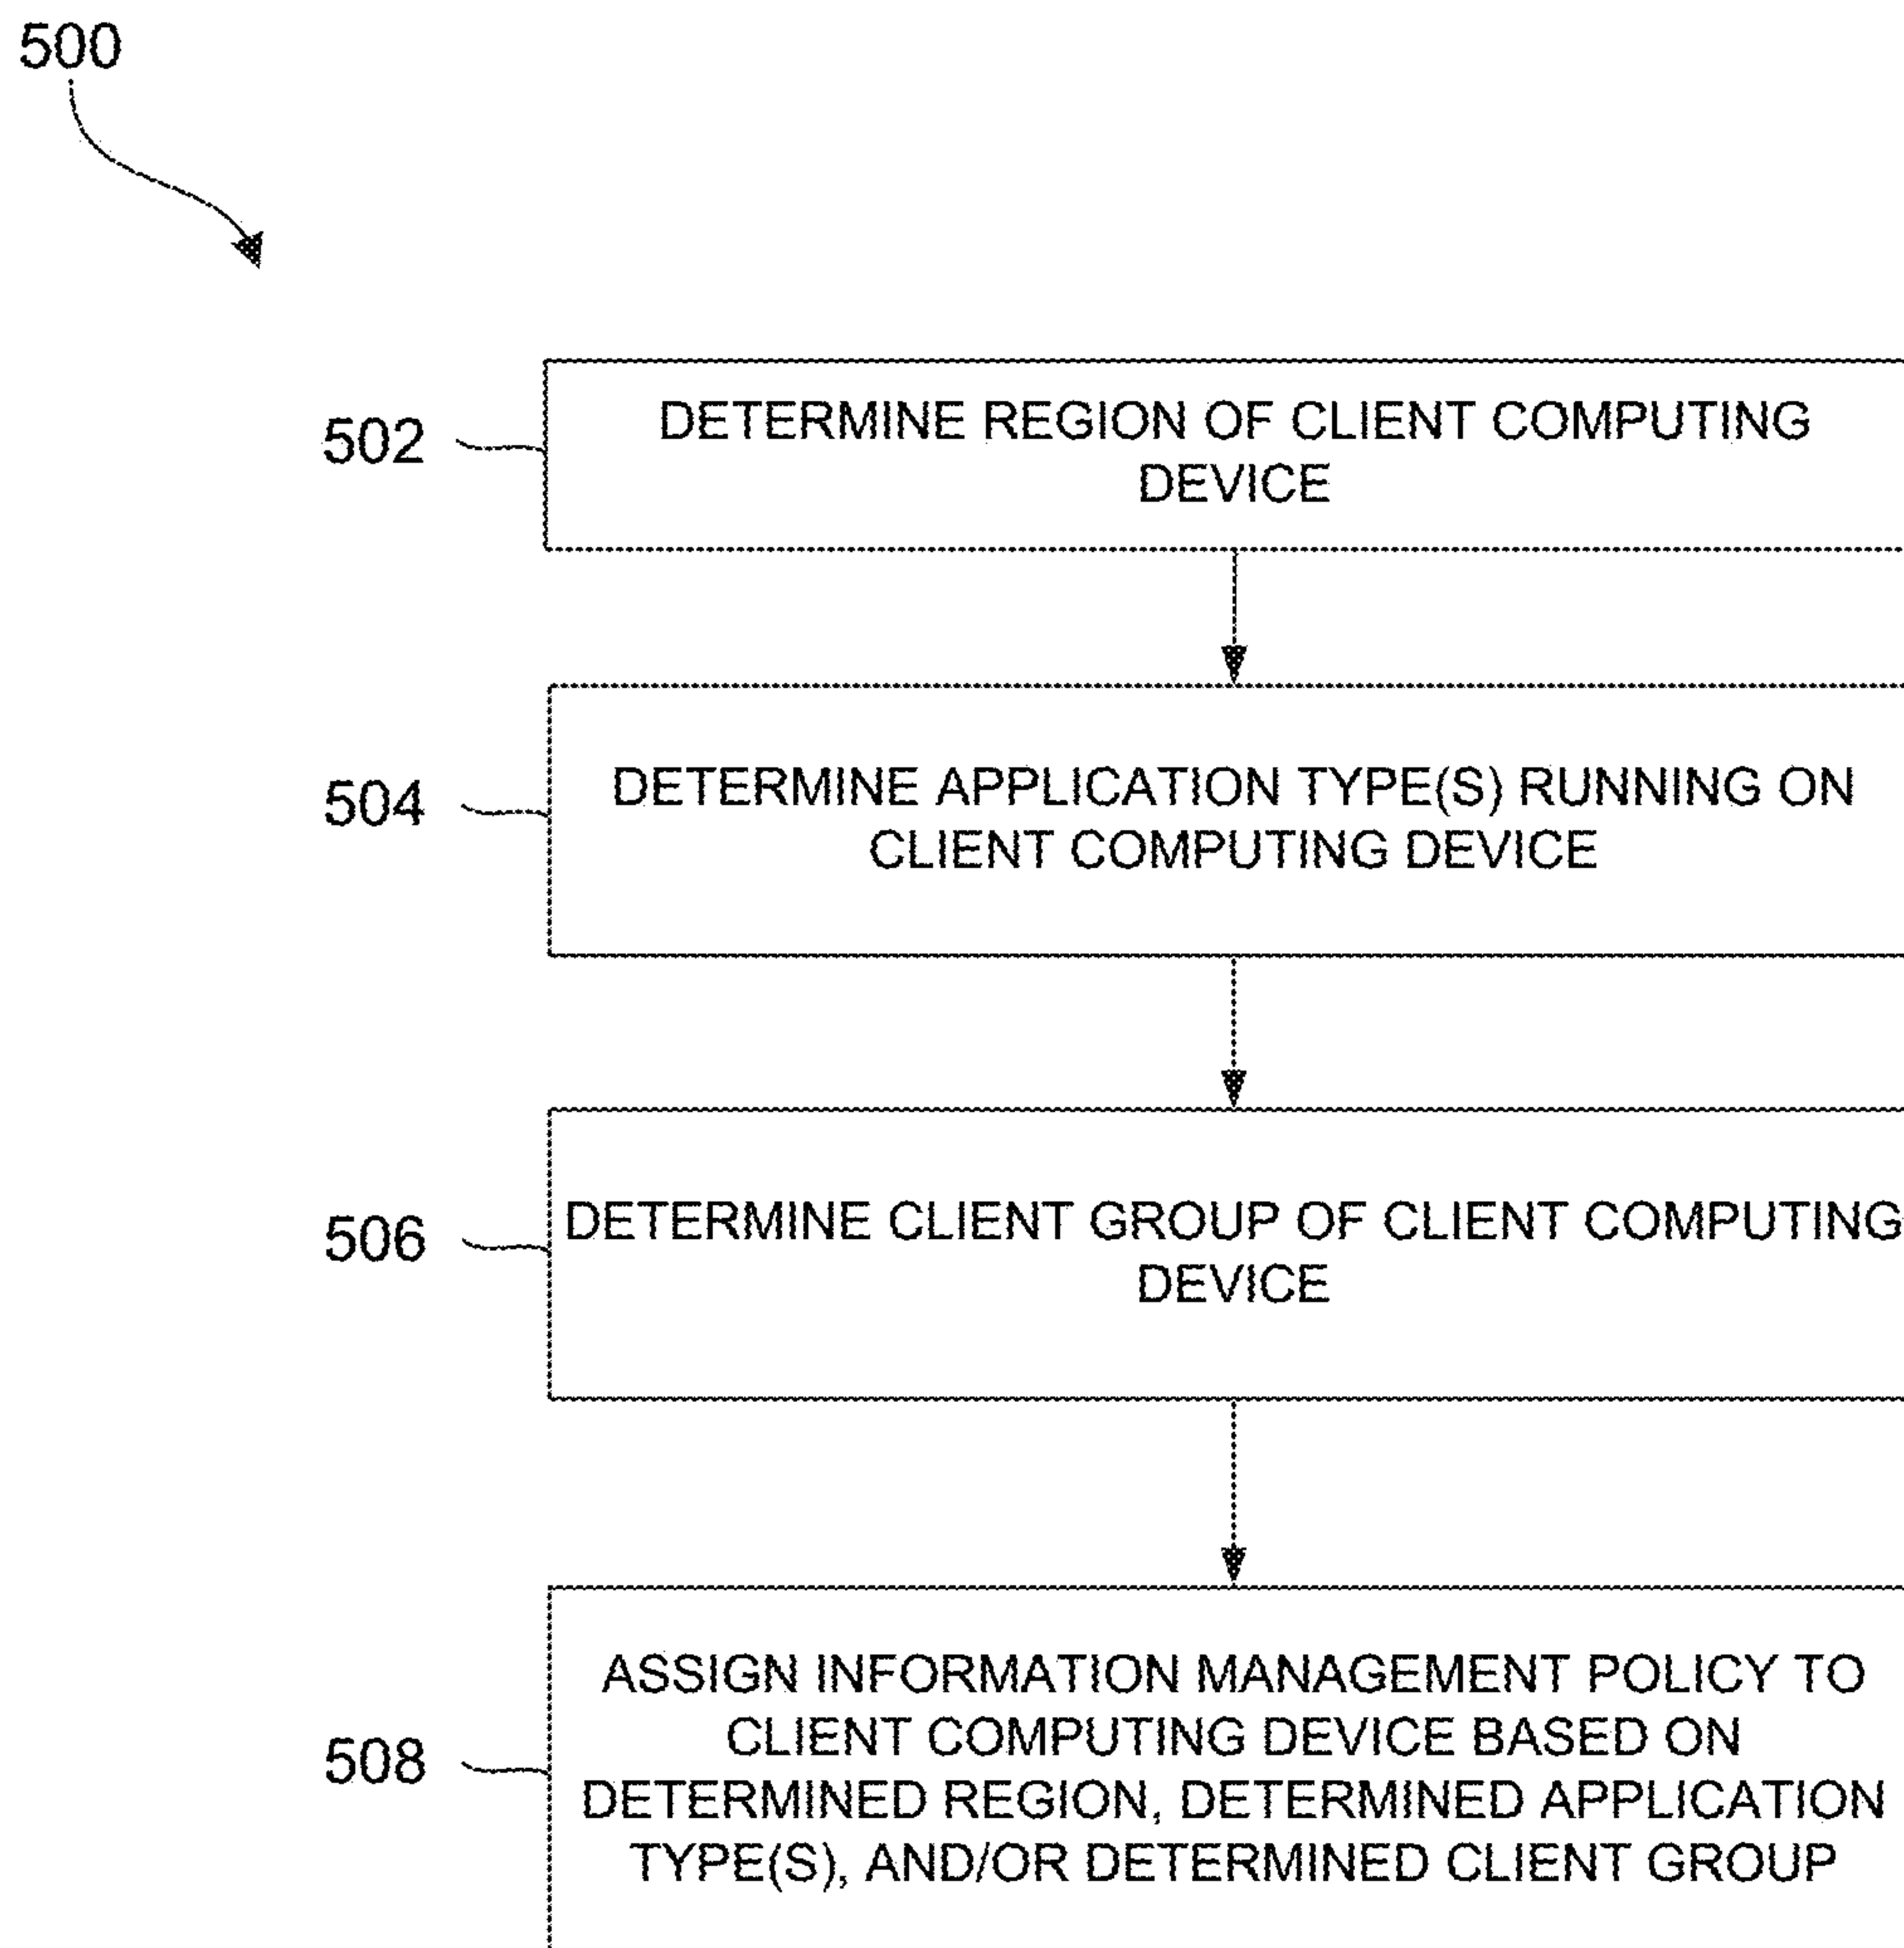 500
502
DETERMINE REGION OF CLIENT COMPUTING
DEVICE
504
DETERMINE APPLICATION TYPE(S) RUNNING ON
CLIENT COMPUTING DEVICE
506
DETERMINE CLIENT GROUP OF CLIENT COMPUTING
DEVICE
508
ASSIGN INFORMATION MANAGEMENT POLICY TO
CLIENT COMPUTING DEVICE BASED ON
DETERMINED REGION, DETERMINED APPLICATION
TYPE(S), AND/OR DETERMINED CLIENT GROUP